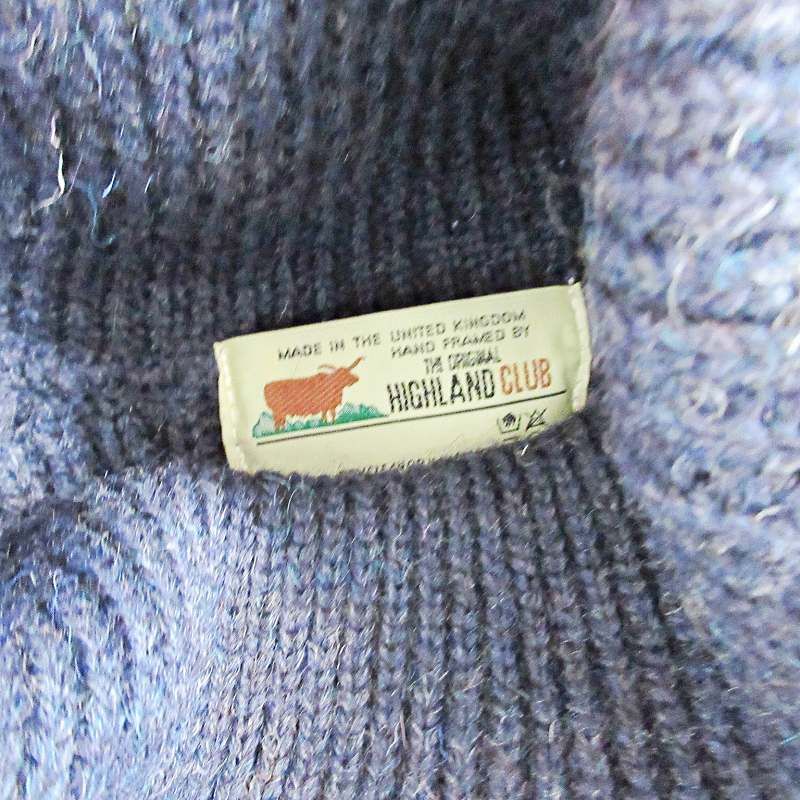 MADE IN THE UNITED KINGDOM
HAND FRAMED BY
THE ORIGINAL
HIGHLAND CLUB